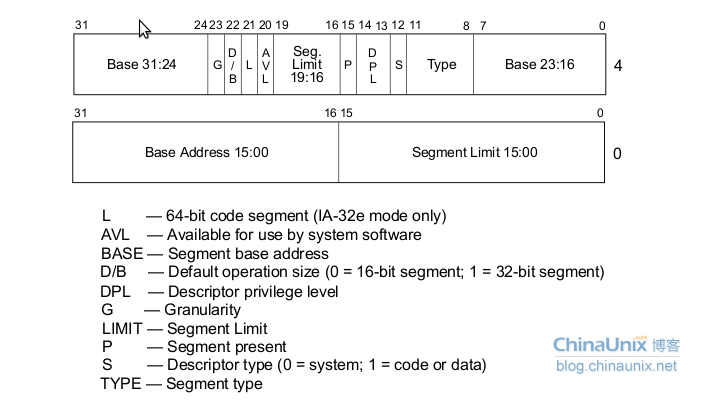 31 24 23 22 21 20 19 16 15 14 13 12 11 8 7 0
Base 31:24 G D/B L AVL Seg. Limit 19:16 P DPL S Type Base 23:16 4
31 16 15 0
Base Address 15:00 Segment Limit 15:00 0
L — 64-bit code segment (IA-32e mode only)
AVL — Available for use by system software
BASE — Segment base address
D/B — Default operation size (0 = 16-bit segment; 1 = 32-bit segment)
DPL — Descriptor privilege level
G — Granularity
LIMIT — Segment Limit
P — Segment present
S — Descriptor type (0 = system; 1 = code or data)
TYPE — Segment type
ChinaUnix.net 博客
blog.chinaunix.net